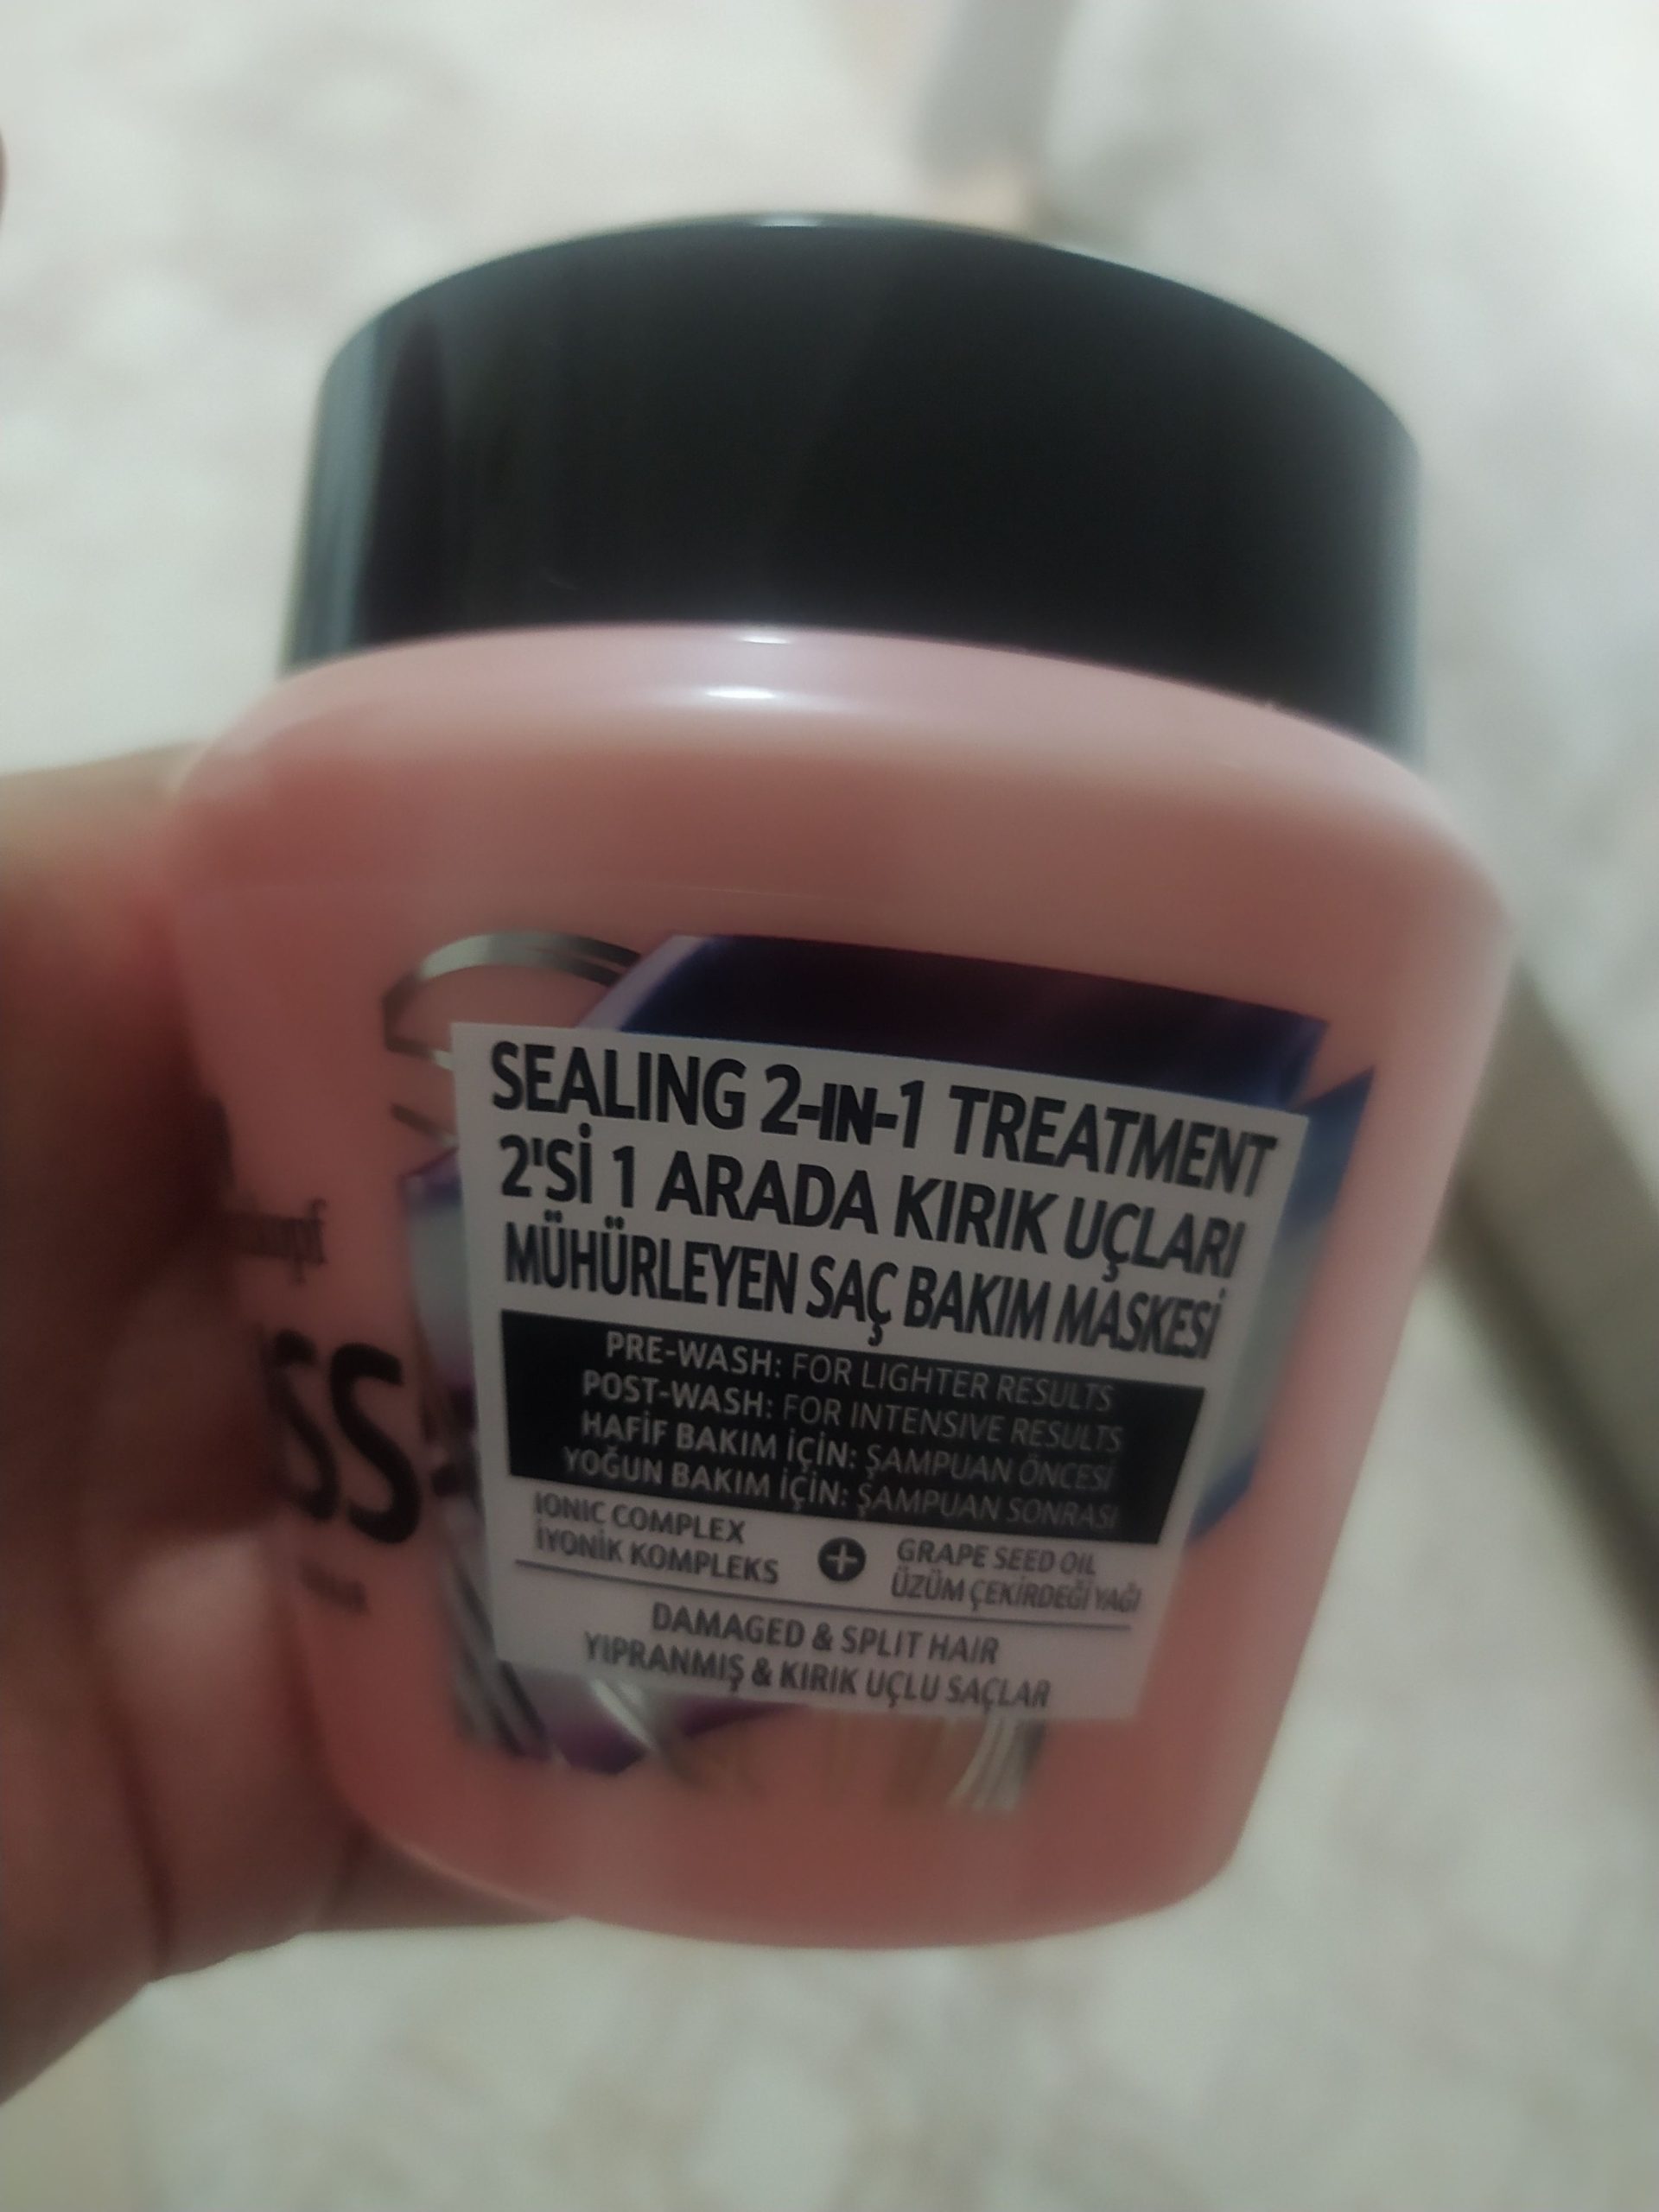 SS
SEALING 2-IN-1 TREATMENT
2'Sİ 1 ARADA KIRIK UÇLARI
MÜHÜRLEYEN SAÇ BAKIM MASKESİ
PRE-WASH: FOR LIGHTER RESULTS
POST-WASH: FOR INTENSIVE RESULTS
HAFİF BAKIM İÇİN: ŞAMPUAN ÖNCESİ
YOĞUN BAKIM İÇİN: ŞAMPUAN SONRASI
IONIC COMPLEX
İYONİK KOMPLEKS
+
GRAPE SEED OIL
ÜZÜM ÇEKİRDEĞİ YAĞI
DAMAGED & SPLIT HAIR
YIPRANMIŞ & KIRIK UÇLU SAÇLAR